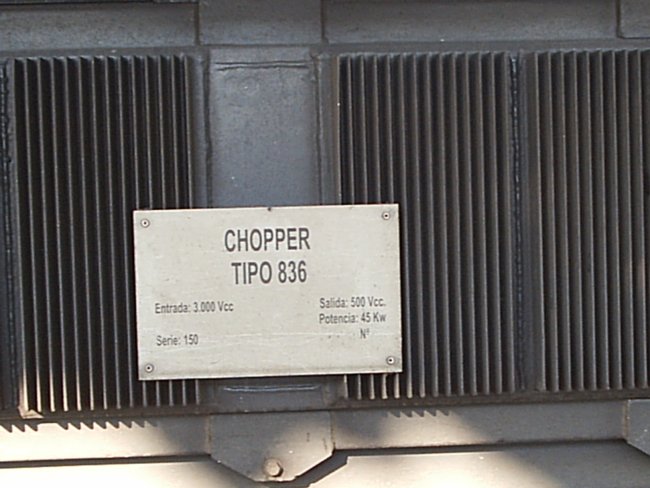 CHOPPER
TIPO 836
Entrada: 3.000 Vcc
Salida: 500 Vcc.
Potencia: 45 Kw
Serie: 150
Nº